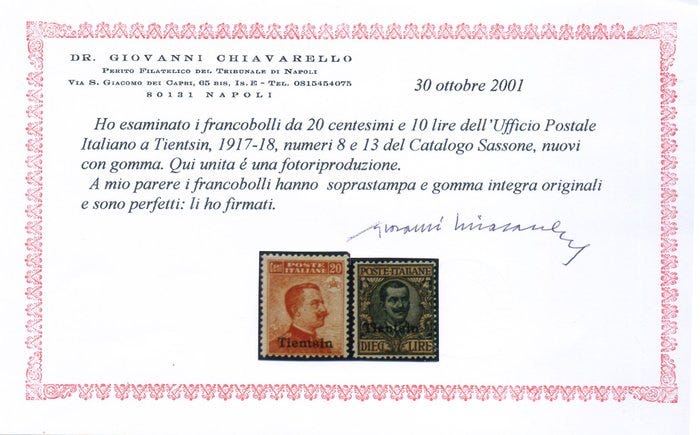 DR. GIOVANNI CHIAVARELLO
PERITO FILATELICO DEL TRIBUNALE DI NAPOLI
VIA S. GIACOMO DEI CAPRI, 65 BIS, IS. E - TEL. 0815454075
80131 NAPOLI
30 ottobre 2001
Ho esaminato i francobolli da 20 centesimi e 10 lire dell'Ufficio Postale
Italiano a Tientsin, 1917-18, numeri 8 e 13 del Catalogo Sassone, nuovi
con gomma. Qui unita é una fotoriproduzione.
A mio parere i francobolli hanno soprastampa e gomma integra originali
e sono perfetti: li ho firmati.
Giovanni Chiavarello
Cent POSTE ITALIANE 20
Tientsin
POSTE ITALIANE
Tientsin
DIECI LIRE